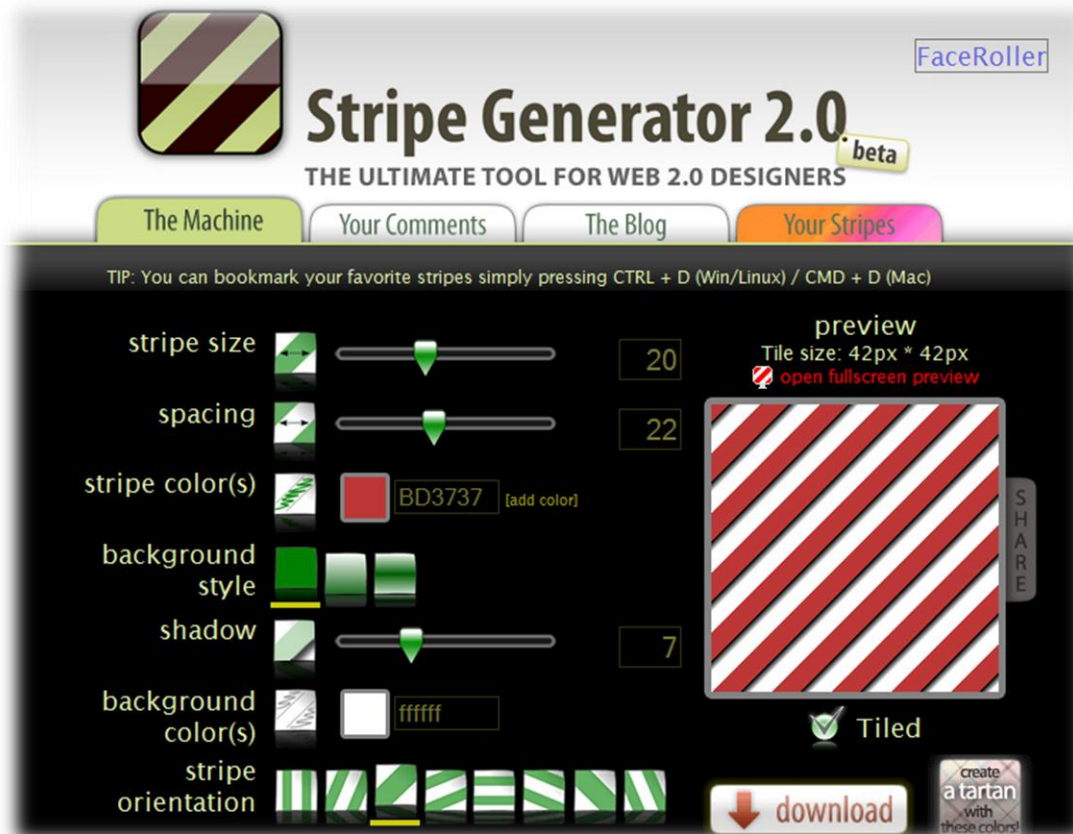 FaceRoller
Stripe Generator 2.0
beta
THE ULTIMATE TOOL FOR WEB 2.0 DESIGNERS
The Machine
Your Comments
The Blog
Your Stripes
TIP: You can bookmark your favorite stripes simply pressing CTRL + D (Win/Linux) / CMD + D (Mac)
stripe size
20
spacing
22
stripe color(s)
BD3737
[add color]
background
style
shadow
7
background
color(s)
ffffff
stripe
orientation
preview
Tile size: 42px * 42px
open fullscreen preview
SHARE
Tiled
download
create
a tartan
with
these colors!